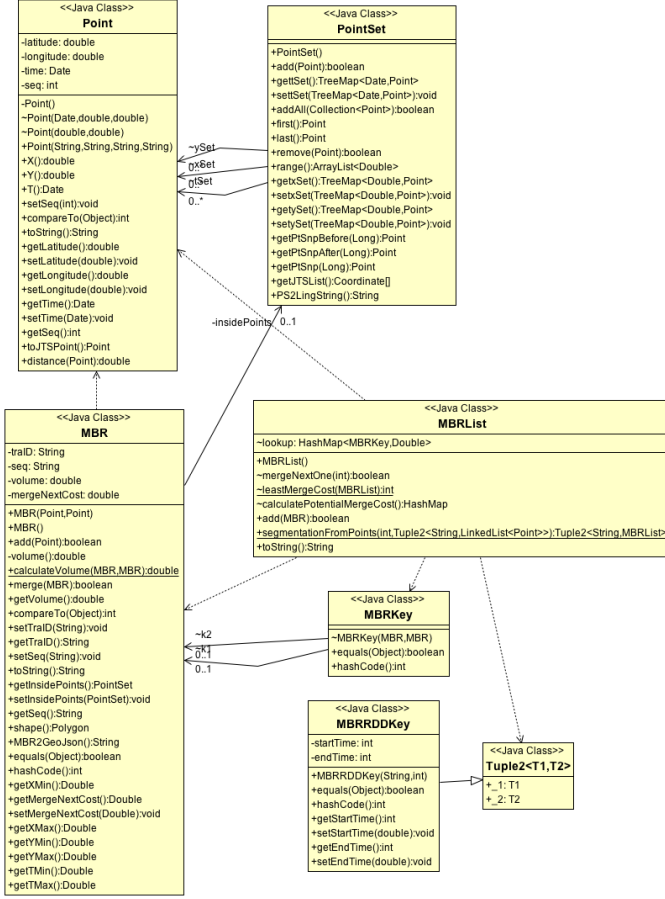 <<Java Class>>
Point
-latitude: double
-longitude: double
-time: Date
-seq: int
-Point()
~Point(Date,double,double)
~Point(double,double)
+Point(String,String,String,String)
+X():double
+Y():double
+T():Date
+setSeq(int):void
+compareTo(Object):int
+toString():String
+getLatitude():double
+setLatitude(double):void
+getLongitude():double
+setLongitude(double):void
+getTime():Date
+setTime(Date):void
+getSeq():int
+toJTSPoint():Point
+distance(Point):double
<<Java Class>>
PointSet
+PointSet()
+add(Point):boolean
+gettSet():TreeMap<Date,Point>
+settSet(TreeMap<Date,Point>):void
+addAll(Collection<Point>):boolean
+first():Point
+last():Point
+remove(Point):boolean
+range():ArrayList<Double>
+getxSet():TreeMap<Double,Point>
+setxSet(TreeMap<Double,Point>):void
+getySet():TreeMap<Double,Point>
+setySet(TreeMap<Double,Point>):void
+getPtSnpBefore(Long):Point
+getPtSnpAfter(Long):Point
+getPtSnp(Long):Point
+getJTSList():Coordinate[]
+PS2LingString():String
~ySet
~xSet
0..*
~tSet
0..*
-insidePoints
0..1
<<Java Class>>
MBR
-traID: String
-seq: String
-volume: double
-mergeNextCost: double
+MBR(Point,Point)
+MBR()
+add(Point):boolean
-volume():double
+calculateVolume(MBR,MBR):double
+merge(MBR):boolean
+getVolume():double
+compareTo(Object):int
+setTraID(String):void
+getTraID():String
+setSeq(String):void
+toString():String
+getInsidePoints():PointSet
+setInsidePoints(PointSet):void
+getSeq():String
+shape():Polygon
+MBR2GeoJson():String
+equals(Object):boolean
+hashCode():int
+getXMin():Double
+getMergeNextCost():Double
+setMergeNextCost(Double):void
+getXMax():Double
+getYMin():Double
+getYMax():Double
+getTMin():Double
+getTMax():Double
<<Java Class>>
MBRList
~lookup: HashMap<MBRKey,Double>
+MBRList()
~mergeNextOne(int):boolean
~leastMergeCost(MBRList):int
~calculatePotentialMergeCost():HashMap
+add(MBR):boolean
+segmentationFromPoints(int,Tuple2<String,LinkedList<Point>>):Tuple2<String,MBRList>
+toString():String
<<Java Class>>
MBRKey
~MBRKey(MBR,MBR)
+equals(Object):boolean
+hashCode():int
~k2
~k1
0..1
0..1
<<Java Class>>
MBRRDDKey
-startTime: int
-endTime: int
+MBRRDDKey(String,int)
+equals(Object):boolean
+hashCode():int
+getStartTime():int
+setStartTime(double):void
+getEndTime():int
+setEndTime(double):void
<<Java Class>>
Tuple2<T1,T2>
+_1: T1
+_2: T2